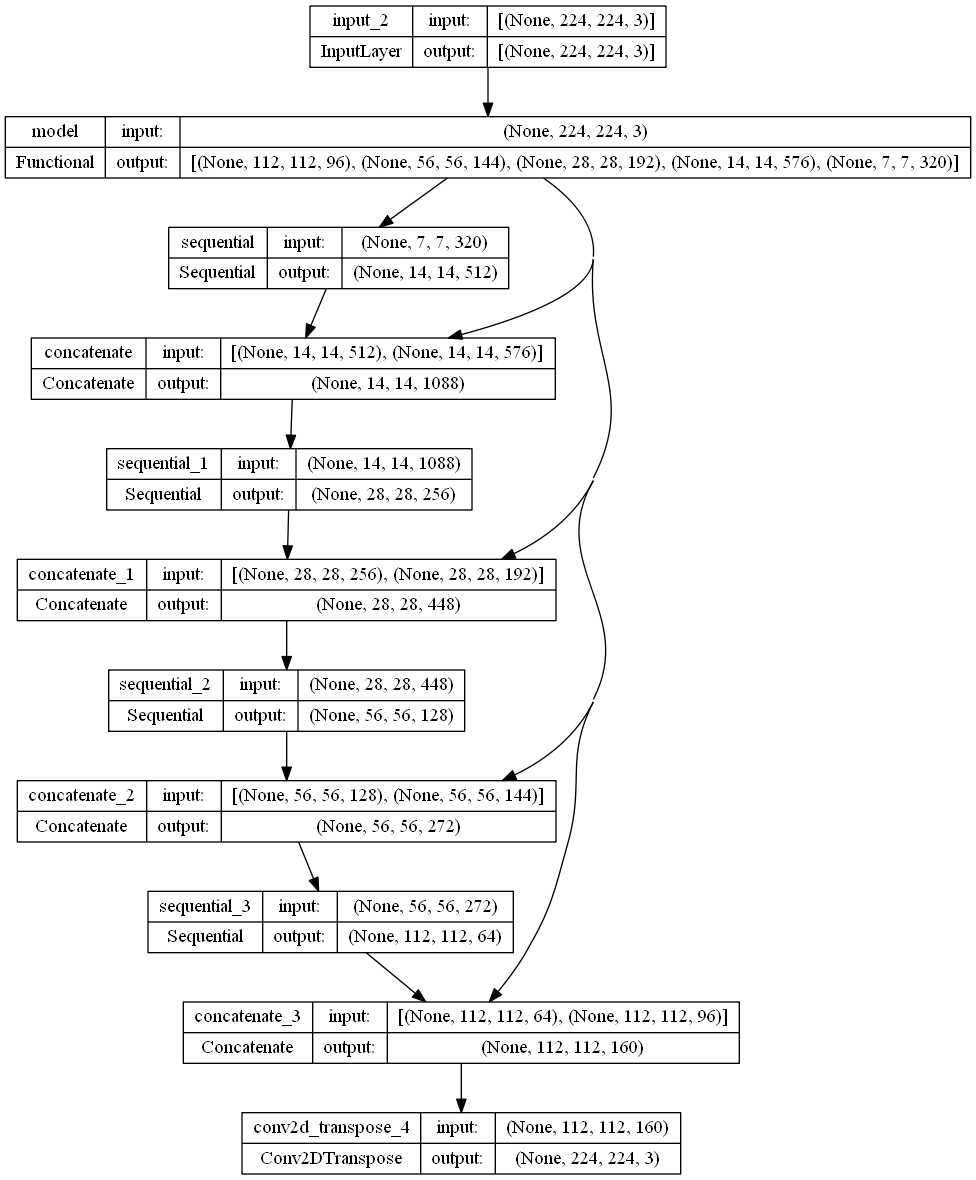 input_2 input: [(None, 224, 224, 3)]
InputLayer output: [(None, 224, 224, 3)]
model input: (None, 224, 224, 3)
Functional output: [(None, 112, 112, 96), (None, 56, 56, 144), (None, 28, 28, 192), (None, 14, 14, 576), (None, 7, 7, 320)]
sequential input: (None, 7, 7, 320)
Sequential output: (None, 14, 14, 512)
concatenate input: [(None, 14, 14, 512), (None, 14, 14, 576)]
Concatenate output: (None, 14, 14, 1088)
sequential_1 input: (None, 14, 14, 1088)
Sequential output: (None, 28, 28, 256)
concatenate_1 input: [(None, 28, 28, 256), (None, 28, 28, 192)]
Concatenate output: (None, 28, 28, 448)
sequential_2 input: (None, 28, 28, 448)
Sequential output: (None, 56, 56, 128)
concatenate_2 input: [(None, 56, 56, 128), (None, 56, 56, 144)]
Concatenate output: (None, 56, 56, 272)
sequential_3 input: (None, 56, 56, 272)
Sequential output: (None, 112, 112, 64)
concatenate_3 input: [(None, 112, 112, 64), (None, 112, 112, 96)]
Concatenate output: (None, 112, 112, 160)
conv2d_transpose_4 input: (None, 112, 112, 160)
Conv2DTranspose output: (None, 224, 224, 3)